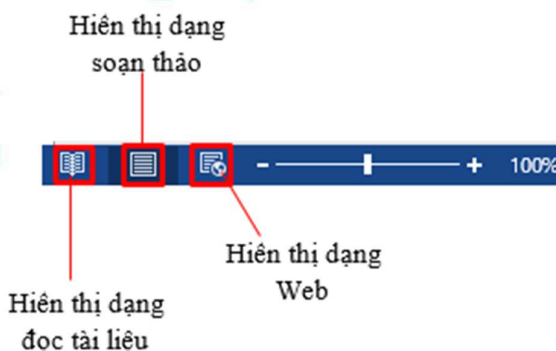 Hiển thị dạng
soạn thảo
100%
Hiển thị dạng
Web
Hiển thị dạng
đọc tài liệu